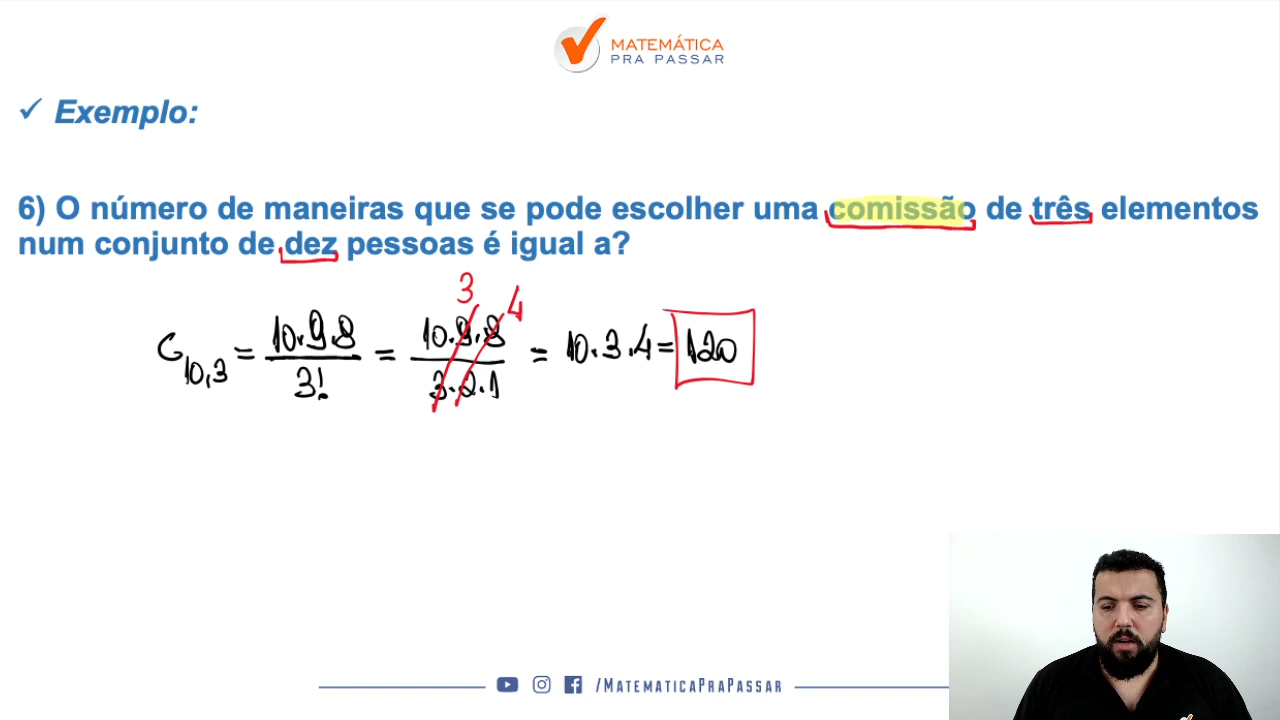 MATEMÁTICA
PRA PASSAR
✓ Exemplo:
6) O número de maneiras que se pode escolher uma comissão de três elementos
num conjunto de dez pessoas é igual a?
3 4
C10,3 = 10.9.8/3! = 10.9.8/3.2.1 = 10.3.4 = 120
/MatematicaPraPassar